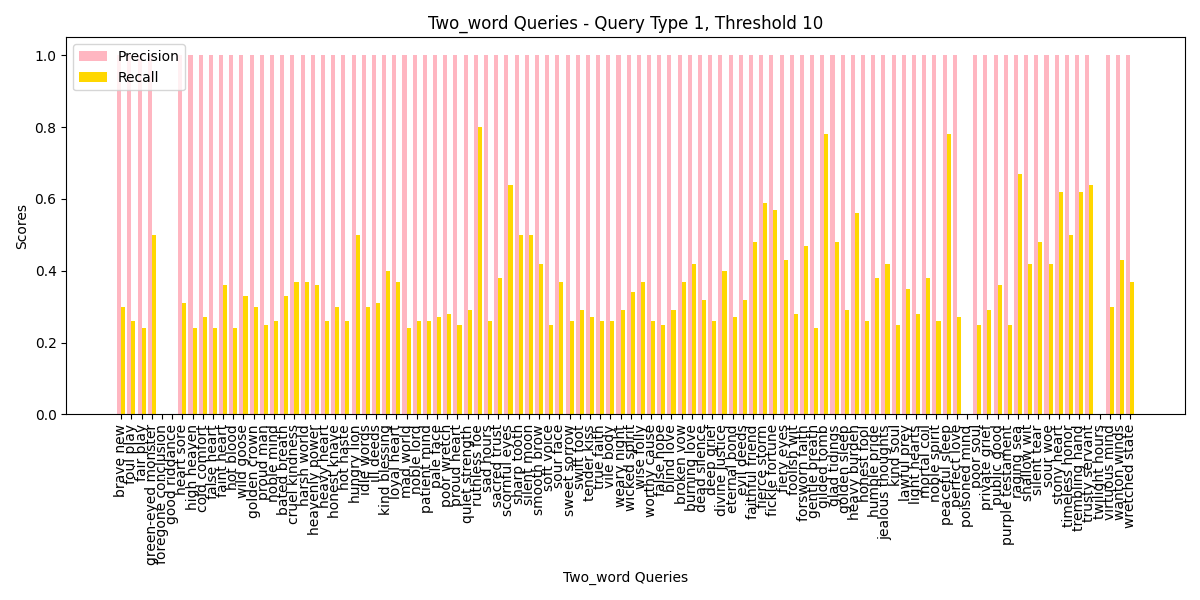 Two_word Queries - Query Type 1, Threshold 10
Precision
Recall
Scores
1.0
0.8
0.6
0.4
0.2
0.0
brave new
foul play
fair play
green-eyed monster
foregone conclusion
good riddance
heart sore
high heaven
cold comfort
false heart
faint heart
hot blood
wild goose
golden crown
proud man
noble mind
bated breath
cruel kindness
harsh world
heavenly power
heavy heart
honest knave
hot haste
hungry lion
idle words
ill deeds
kind blessing
loyal heart
mad world
noble lord
patient mind
pale face
poor wretch
proud heart
quiet strength
ruthless foe
sad hours
sacred trust
scornful eyes
sharp tooth
silent moon
smooth brow
soft voice
sour face
sweet sorrow
swift foot
tender kiss
true faith
vile body
weary night
wicked spirit
wise folly
worthy cause
bad hope
blind love
broken vow
burning love
dead silence
deep grief
divine justice
eternal bond
evil deeds
faithful friend
fierce storm
fickle fortune
fiery eyes
foolish wit
forsworn faith
gentle breath
gilded tomb
glad tidings
golden sleep
heavy burden
honest fool
humble pride
jealous thoughts
kind soul
lawful prey
light hearts
mortal coil
noble spirit
peaceful sleep
perfect love
poisoned mind
poor soul
private grief
public good
purple testament
raging sea
shallow wit
silent tear
sour woe
stony heart
timeless honor
trembling hand
trusty servant
twilight hours
virtuous mind
wanton wind
wretched state
Two_word Queries